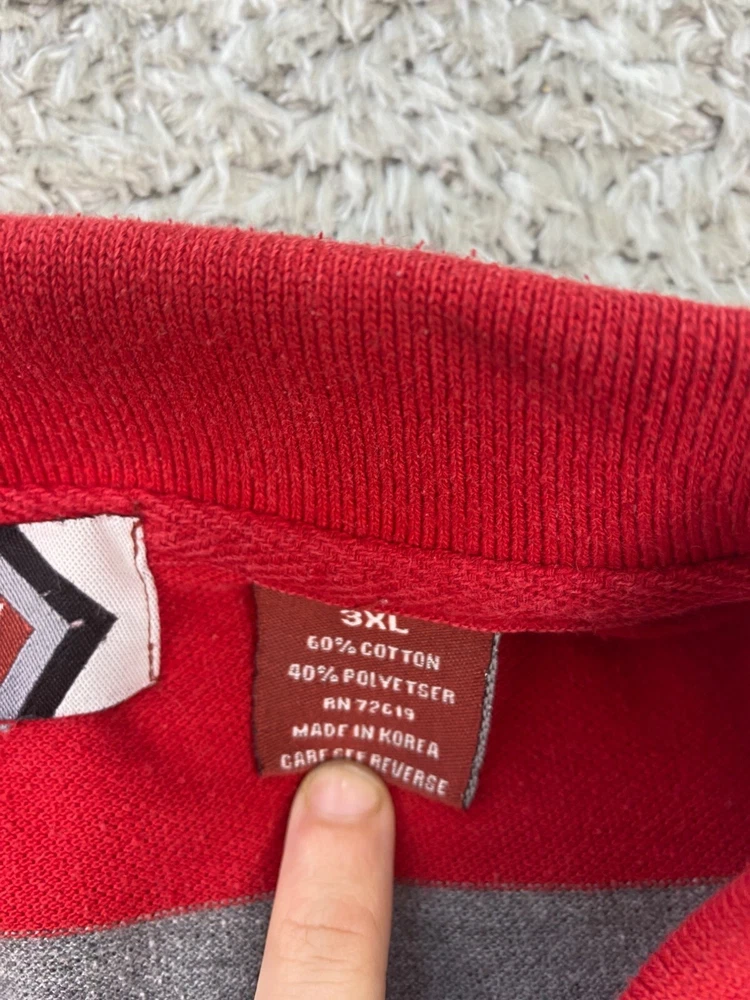 3XL
60% COTTON
40% POLYETSER
RN 72619
MADE IN KOREA
CARE SEE REVERSE